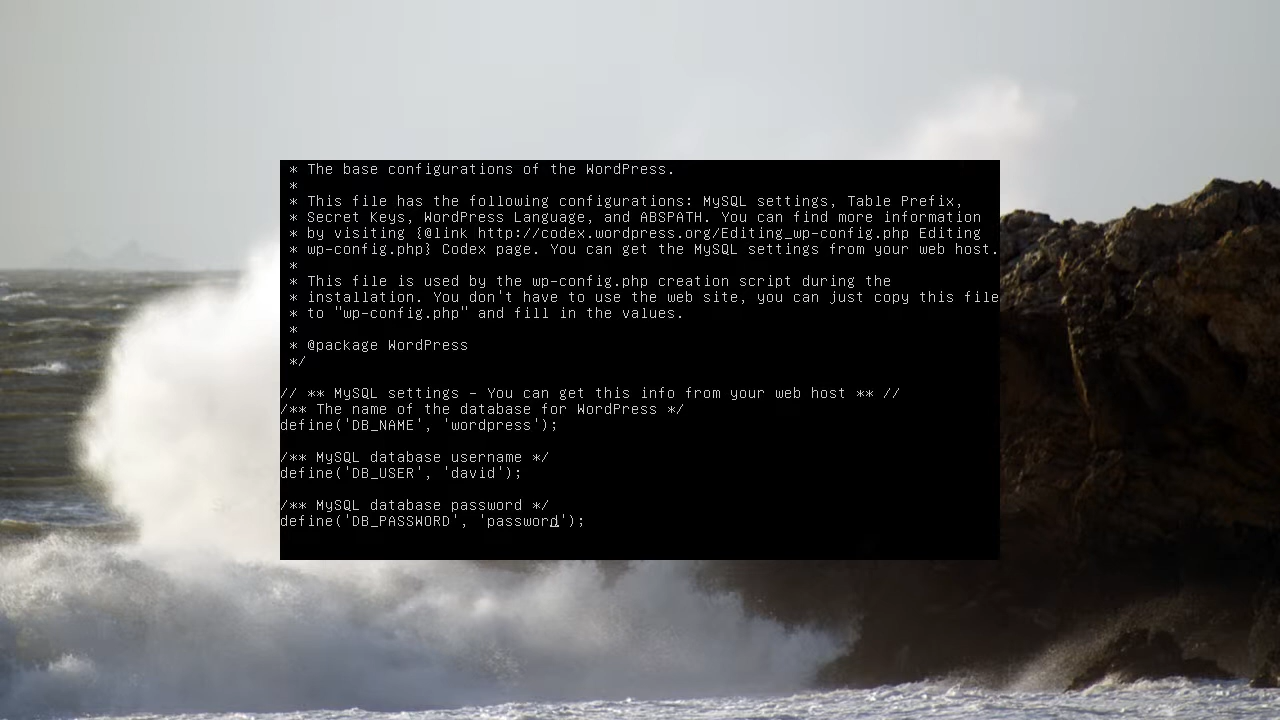 * The base configurations of the WordPress.
*
* This file has the following configurations: MySQL settings, Table Prefix,
* Secret Keys, WordPress Language, and ABSPATH. You can find more information
* by visiting {@link http://codex.wordpress.org/Editing_wp-config.php Editing
* wp-config.php} Codex page. You can get the MySQL settings from your web host.
*
* This file is used by the wp-config.php creation script during the
* installation. You don't have to use the web site, you can just copy this file
* to "wp-config.php" and fill in the values.
*
* @package WordPress
*/
// ** MySQL settings - You can get this info from your web host ** //
/** The name of the database for WordPress */
define('DB_NAME', 'wordpress');
/** MySQL database username */
define('DB_USER', 'david');
/** MySQL database password */
define('DB_PASSWORD', 'password');